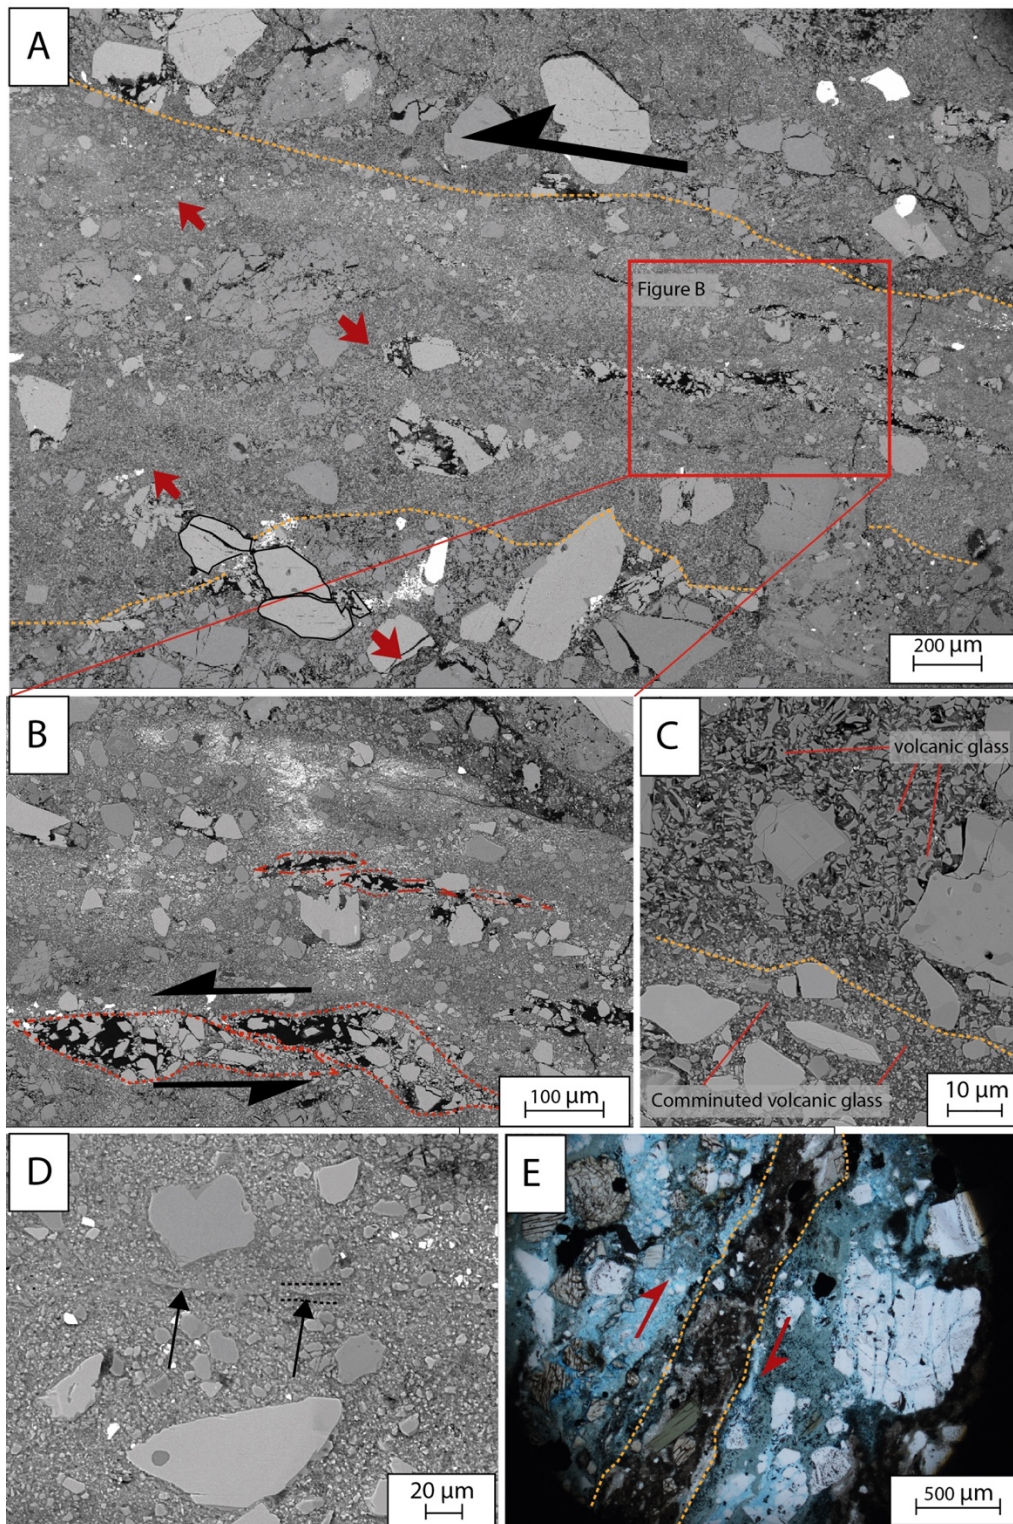 A
Figure B
200 µm
B
100 µm
C
volcanic glass
Comminuted volcanic glass
10 µm
D
20 µm
E
500 µm